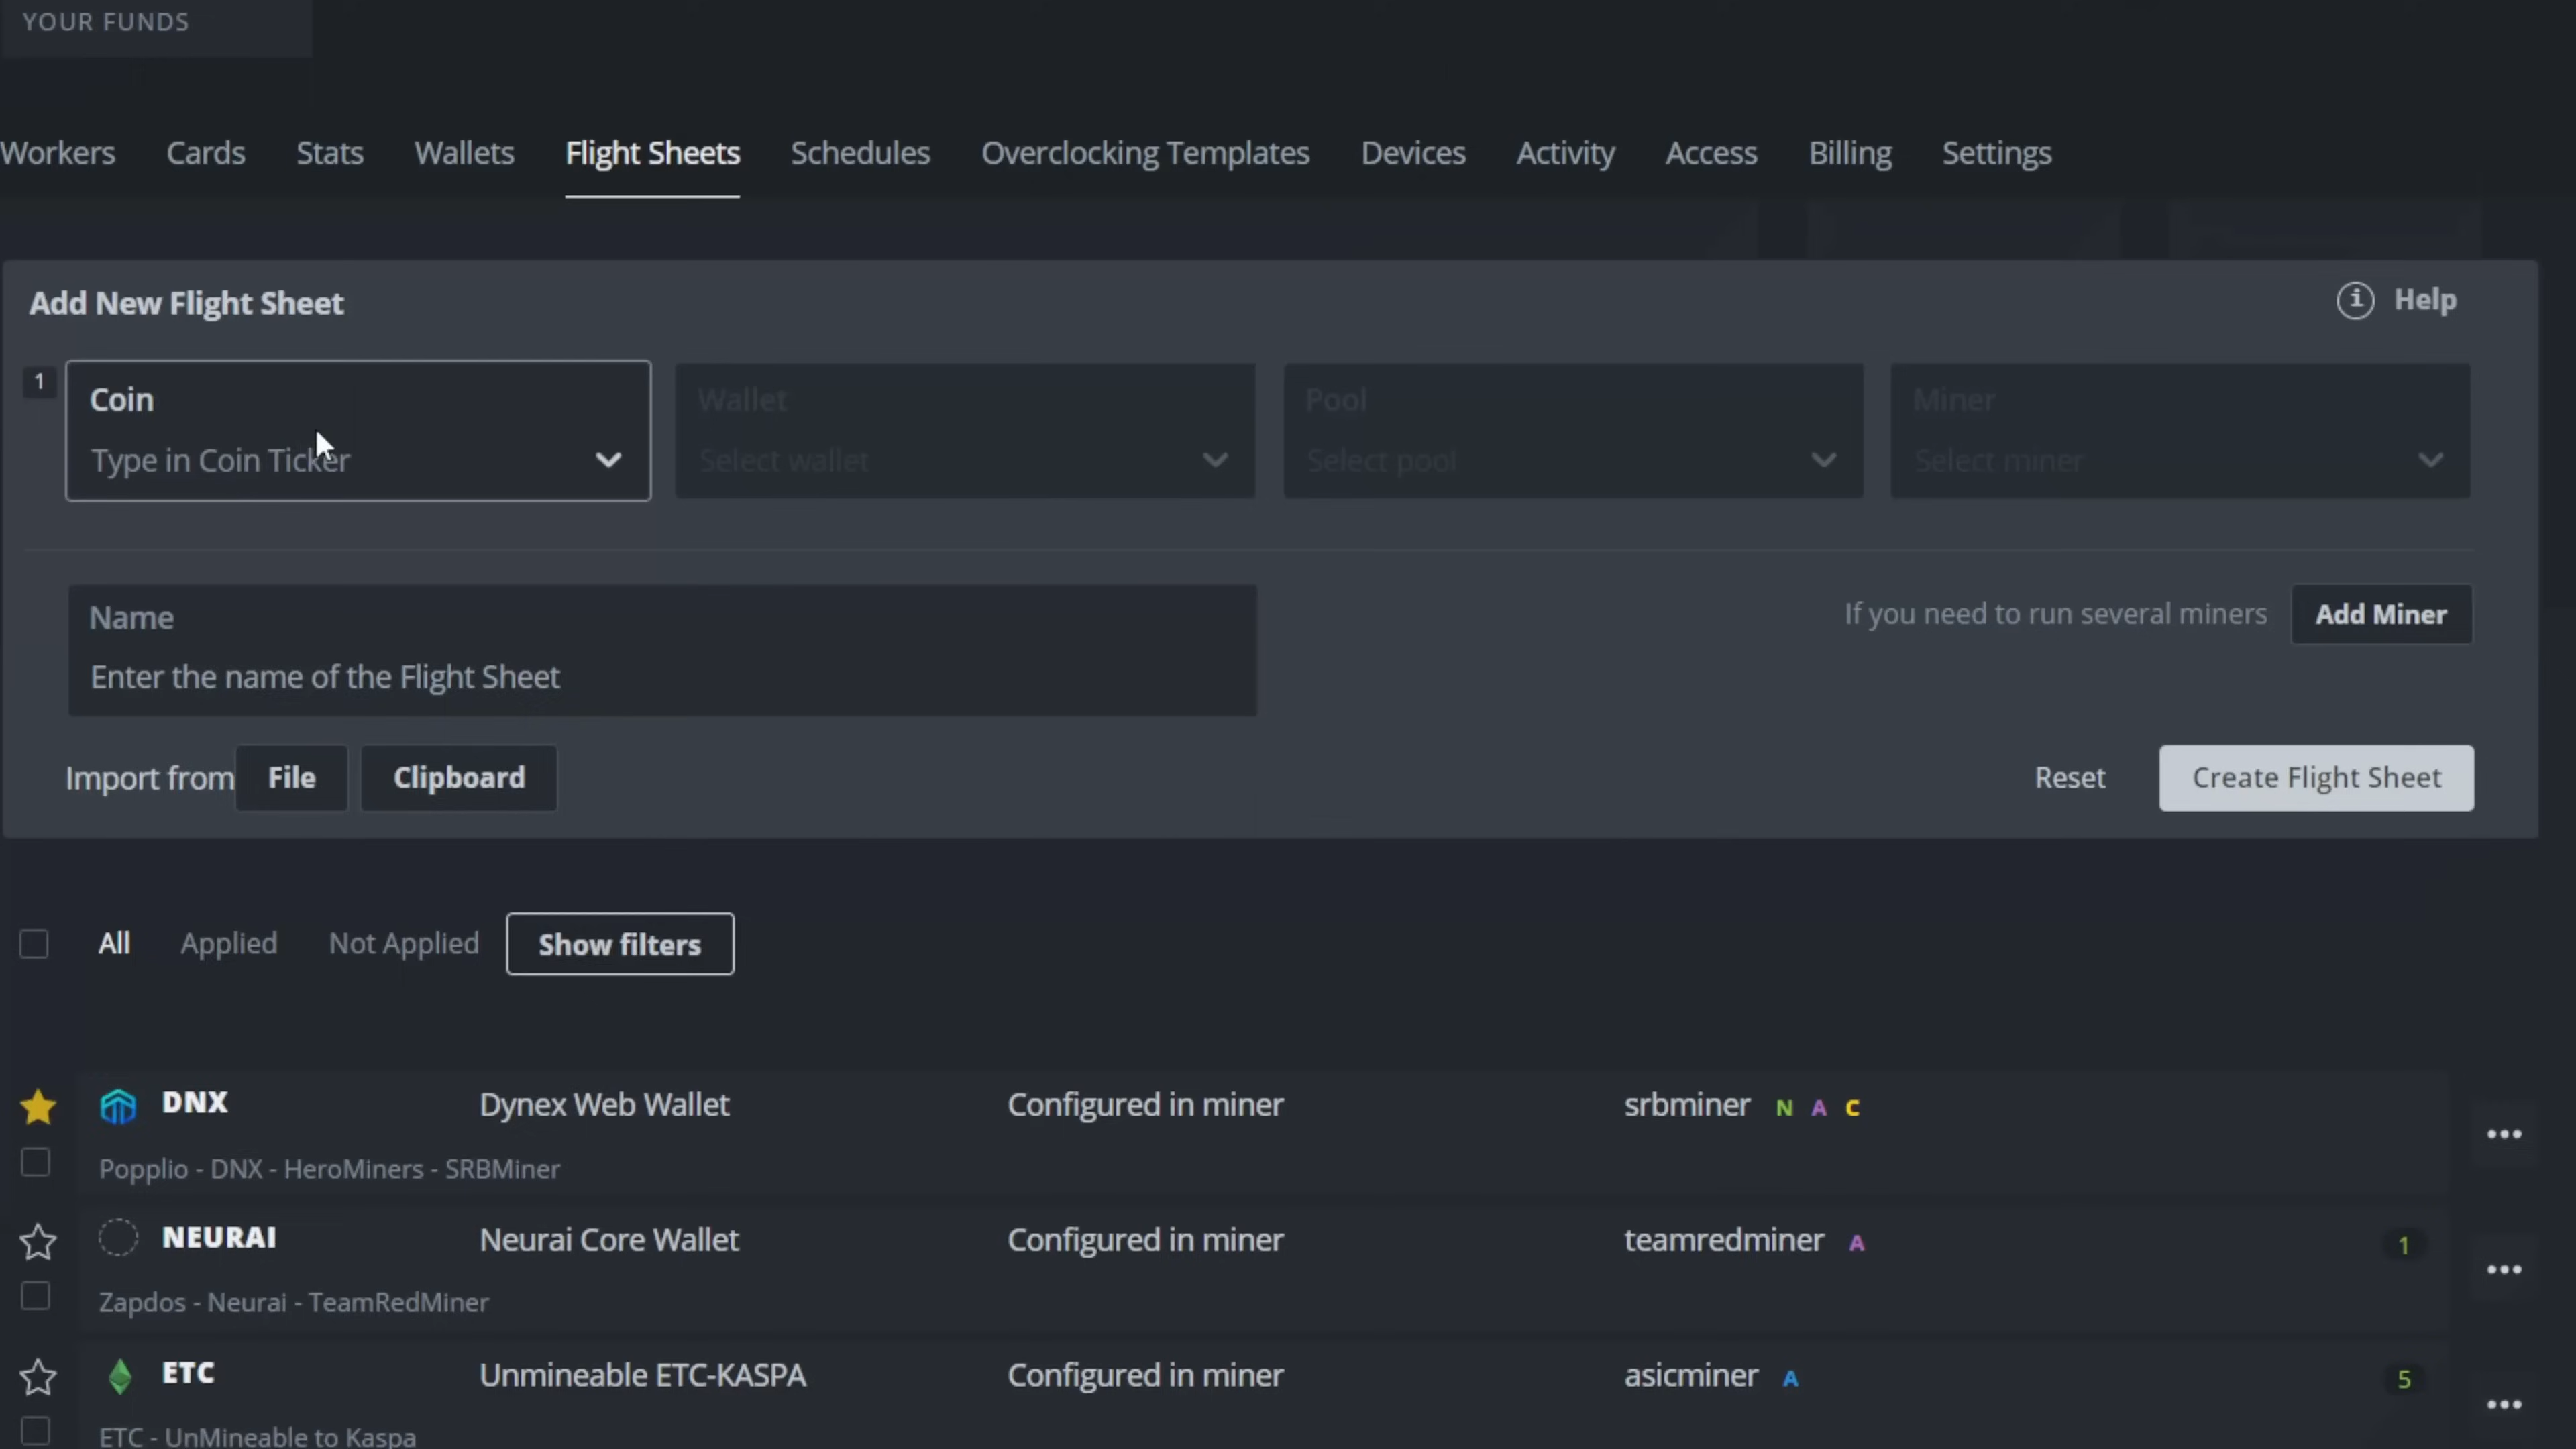 YOUR FUNDS
Workers Cards Stats Wallets Flight Sheets Schedules Overclocking Templates Devices Activity Access Billing Settings
Add New Flight Sheet Help
1 Coin Wallet Pool Miner
Type in Coin Ticker Select wallet Select pool Select miner
Name
Enter the name of the Flight Sheet
If you need to run several miners Add Miner
Import from File Clipboard Reset Create Flight Sheet
All Applied Not Applied Show filters
DNX Dynex Web Wallet Configured in miner srbminer N A C
Popplio - DNX - HeroMiners - SRBMiner
NEURAI Neurai Core Wallet Configured in miner teamredminer A 1
Zapdos - Neurai - TeamRedMiner
ETC Unmineable ETC-KASPA Configured in miner asicminer A 5
ETC - UnMineable to Kaspa